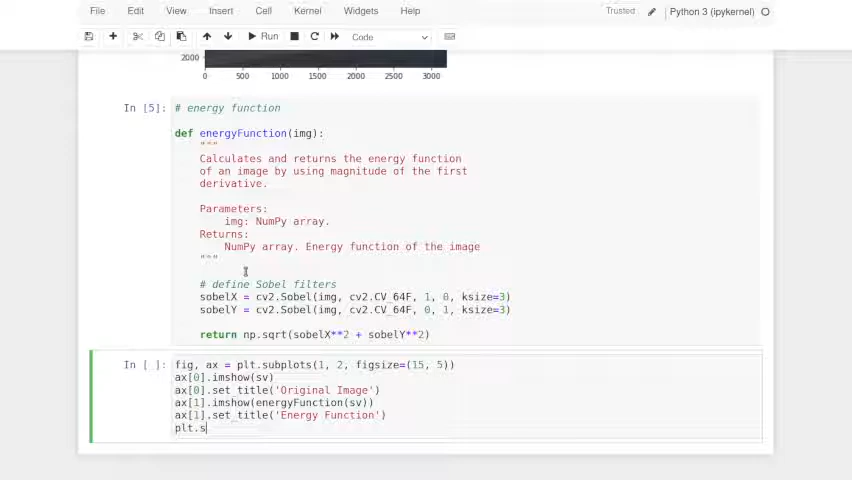 File Edit View Insert Cell Kernel Widgets Help Trusted Python 3 (ipykernel)
Run Code
2000
0 500 1000 1500 2000 2500 3000
In [5]: # energy function
def energyFunction(img):
"""
Calculates and returns the energy function
of an image by using magnitude of the first
derivative.
Parameters:
img: NumPy array.
Returns:
NumPy array. Energy function of the image
"""
# define Sobel filters
sobelX = cv2.Sobel(img, cv2.CV_64F, 1, 0, ksize=3)
sobelY = cv2.Sobel(img, cv2.CV_64F, 0, 1, ksize=3)
return np.sqrt(sobelX**2 + sobelY**2)
In [ ]: fig, ax = plt.subplots(1, 2, figsize=(15, 5))
ax[0].imshow(sv)
ax[0].set_title('Original Image')
ax[1].imshow(energyFunction(sv))
ax[1].set_title('Energy Function')
plt.s